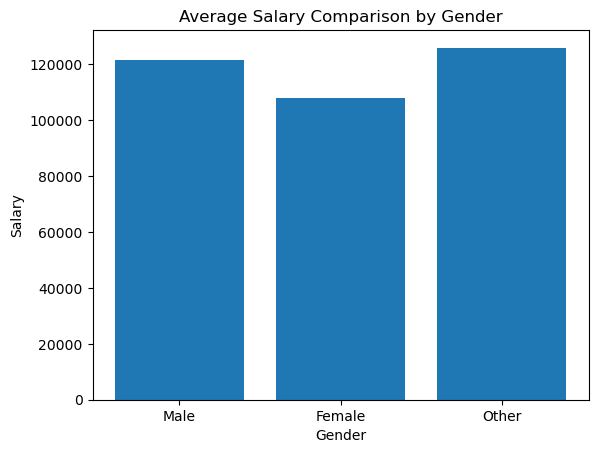 Average Salary Comparison by Gender
120000
100000
80000
60000
40000
20000
0
Salary
Male Female Other
Gender